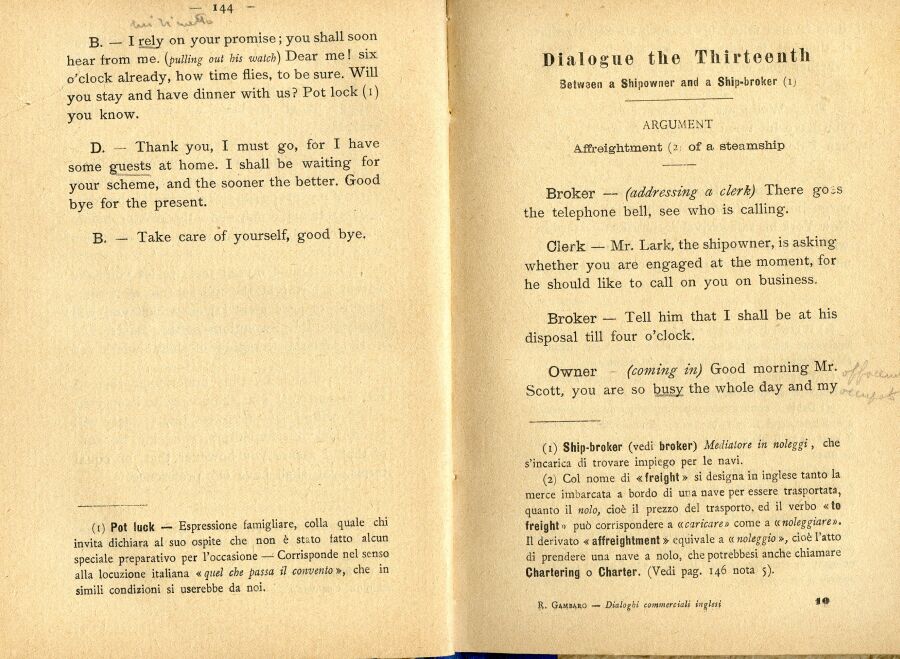 — 144 —
B. — I rely on your promise; you shall soon
hear from me. (pulling out his watch) Dear me! six
o'clock already, how time flies, to be sure. Will
you stay and have dinner with us? Pot lock (1)
you know.
D. — Thank you, I must go, for I have
some guests at home. I shall be waiting for
your scheme, and the sooner the better. Good
bye for the present.
B. — Take care of yourself, good bye.
(1) Pot luck — Espressione famigliare, colla quale chi
invita dichiara al suo ospite che non è stato fatto alcun
speciale preparativo per l'occasione — Corrisponde nel senso
alla locuzione italiana «quel che passa il convento», che in
simili condizioni si userebbe da noi.
Dialogue the Thirteenth
Between a Shipowner and a Ship-broker (1)
ARGUMENT
Affreightment (2) of a steamship
Broker — (addressing a clerk) There goes
the telephone bell, see who is calling.
Clerk — Mr. Lark, the shipowner, is asking
whether you are engaged at the moment, for
he should like to call on you on business.
Broker — Tell him that I shall be at his
disposal till four o'clock.
Owner - (coming in) Good morning Mr.
Scott, you are so busy the whole day and my
(1) Ship-broker (vedi broker) Mediatore in noleggi, che
s'incarica di trovare impiego per le navi.
(2) Col nome di «freight» si designa in inglese tanto la
merce imbarcata a bordo di una nave per essere trasportata,
quanto il nolo, cioè il prezzo del trasporto, ed il verbo «to
freight» può corrispondere a «caricare» come a «noleggiare».
Il derivato «affreightment» equivale a «noleggio», cioè l'atto
di prendere una nave a nolo, che potrebbesi anche chiamare
Chartering o Charter. (Vedi pag. 146 nota 5).
R. GAMBARO — Dialoghi commerciali inglesi
10